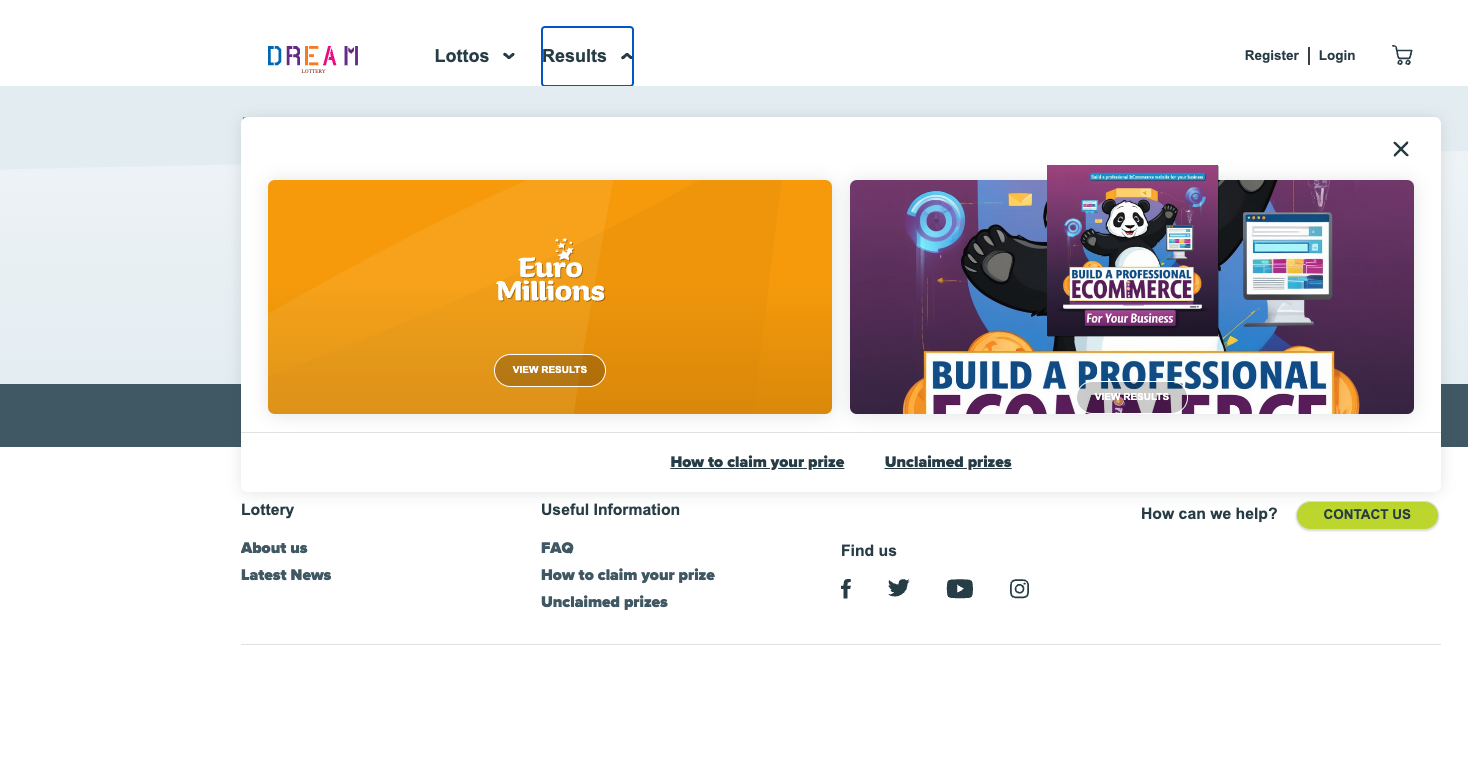 DREAM
LOTTERY
Lottos
Results
Register
Login
Euro
Millions
VIEW RESULTS
Build a professional ECommerce website for your business
BUILD A PROFESSIONAL
ECOMMERCE
For Your Business
BUILD A PROFESSIONAL
ECOMMERCE
VIEW RESULTS
How to claim your prize
Unclaimed prizes
Lottery
About us
Latest News
Useful Information
FAQ
How to claim your prize
Unclaimed prizes
Find us
How can we help?
CONTACT US